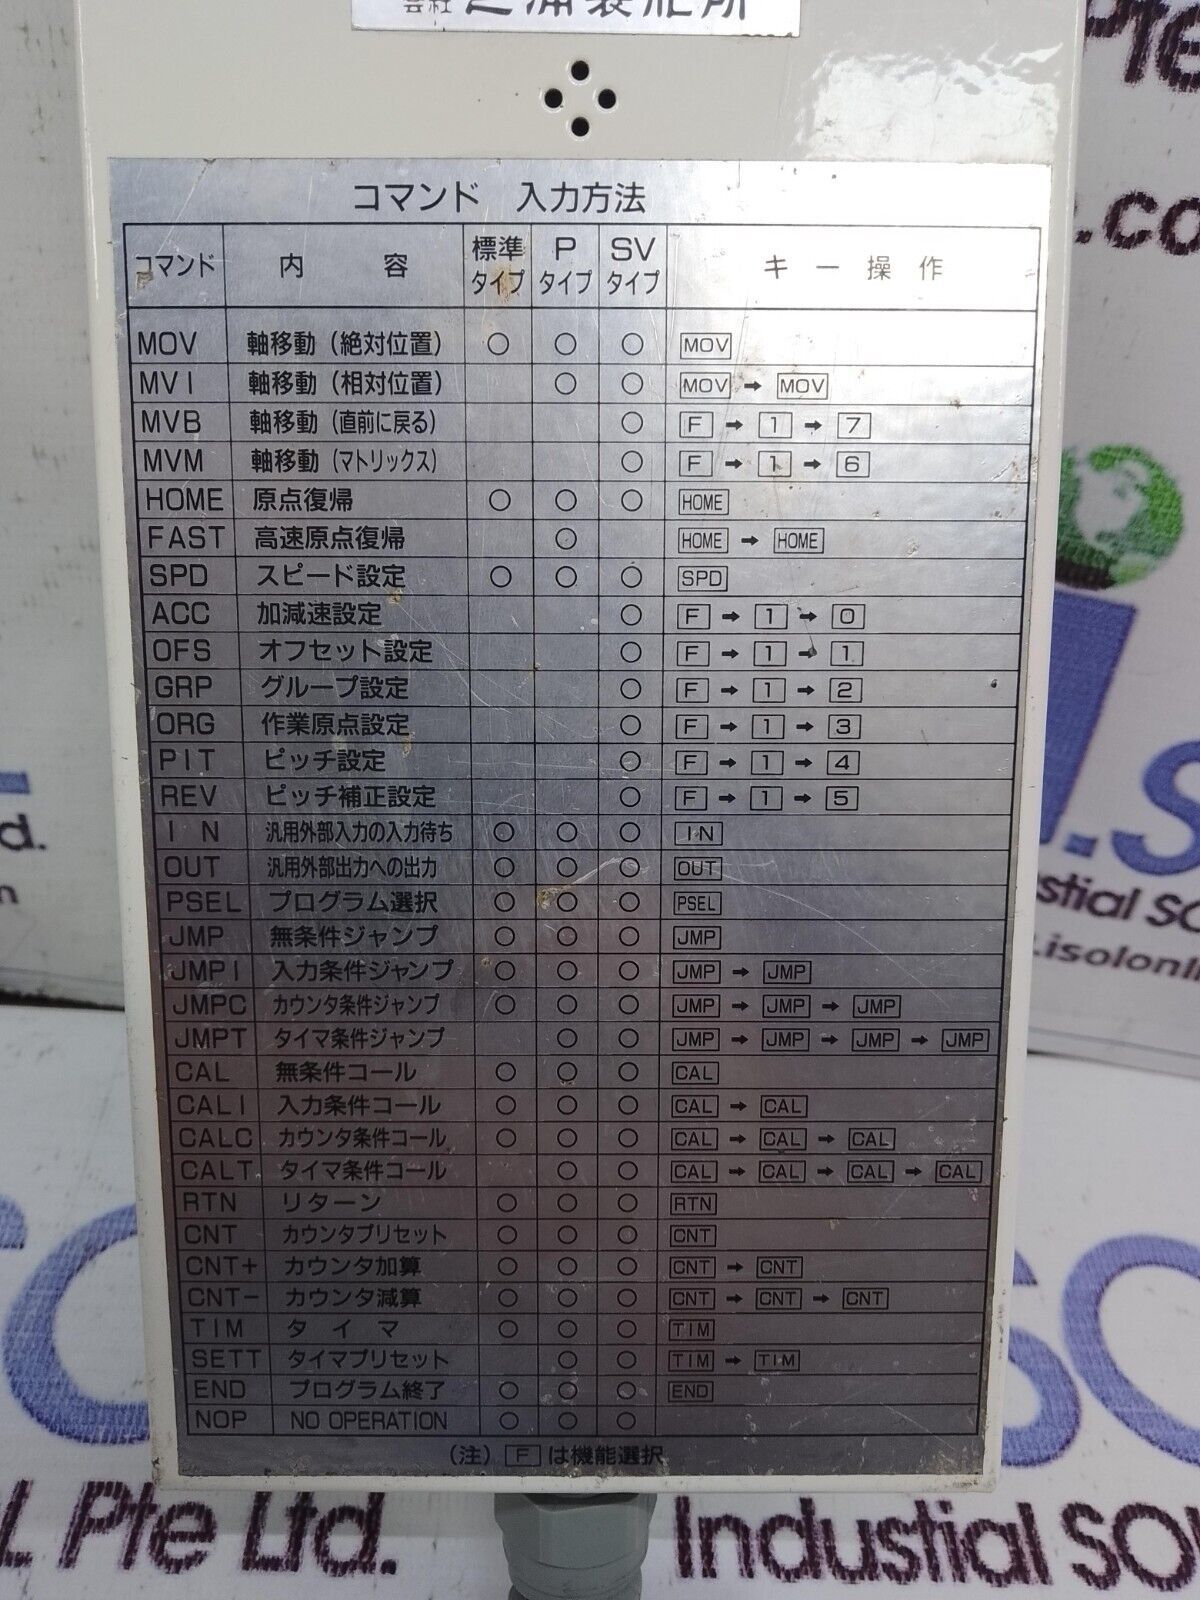 会社 芝浦製作所
コマンド 入力方法
コマンド 内容 標準タイプ Pタイプ SVタイプ キー操作
MOV 軸移動(絶対位置) ○ ○ ○ MOV
MVI 軸移動(相対位置) ○ ○ MOV → MOV
MVB 軸移動(直前に戻る) ○ F → 1 → 7
MVM 軸移動(マトリックス) ○ F → 1 → 6
HOME 原点復帰 ○ ○ ○ HOME
FAST 高速原点復帰 ○ HOME → HOME
SPD スピード設定 ○ ○ ○ SPD
ACC 加減速設定 ○ F → 1 → 0
OFS オフセット設定 ○ F → 1 → 1
GRP グループ設定 ○ F → 1 → 2
ORG 作業原点設定 ○ F → 1 → 3
PIT ピッチ設定 ○ F → 1 → 4
REV ピッチ補正設定 ○ F → 1 → 5
IN 汎用外部入力の入力待ち ○ ○ ○ IN
OUT 汎用外部出力への出力 ○ ○ ○ OUT
PSEL プログラム選択 ○ ○ ○ PSEL
JMP 無条件ジャンプ ○ ○ ○ JMP
JMPI 入力条件ジャンプ ○ ○ ○ JMP → JMP
JMPC カウンタ条件ジャンプ ○ ○ ○ JMP → JMP → JMP
JMPT タイマ条件ジャンプ ○ ○ JMP → JMP → JMP → JMP
CAL 無条件コール ○ ○ ○ CAL
CALI 入力条件コール ○ ○ ○ CAL → CAL
CALC カウンタ条件コール ○ ○ ○ CAL → CAL → CAL
CALT タイマ条件コール ○ ○ CAL → CAL → CAL → CAL
RTN リターン ○ ○ ○ RTN
CNT カウンタプリセット ○ ○ ○ CNT
CNT+ カウンタ加算 ○ ○ ○ CNT → CNT
CNT− カウンタ減算 ○ ○ ○ CNT → CNT → CNT
TIM タイマ ○ ○ ○ TIM
SETT タイマプリセット ○ ○ TIM → TIM
END プログラム終了 ○ ○ ○ END
NOP NO OPERATION ○ ○ ○
(注) F は機能選択
Pte
.co
i.s
stial SO
.isolonlin
d.
n
SO
L Pte Ltd.
Industial SO